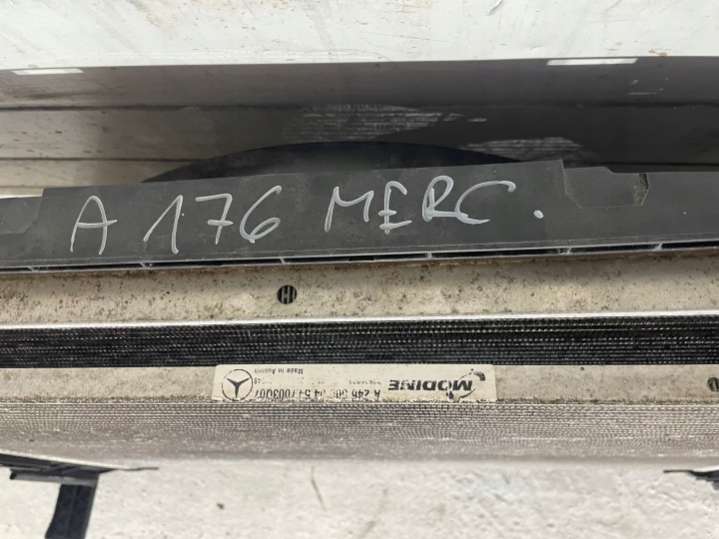 A 176 MERC.
MODINE
Made in Austria